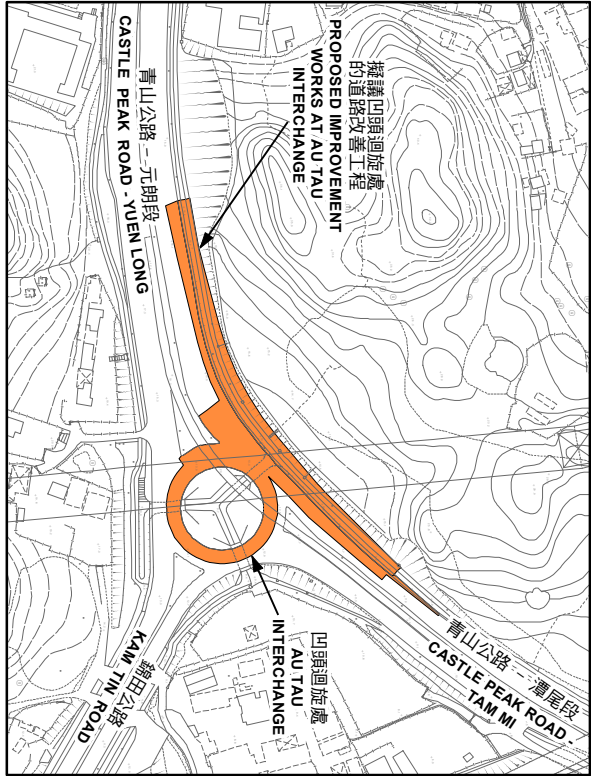 擬議凹頭迴旋處
的道路改善工程
PROPOSED IMPROVEMENT
WORKS AT AU TAU
INTERCHANGE
青山公路 – 元朗段
CASTLE PEAK ROAD - YUEN LONG
青山公路 – 潭尾段
CASTLE PEAK ROAD -
TAM MI
凹頭迴旋處
AU TAU
INTERCHANGE
錦田公路
KAM TIN ROAD